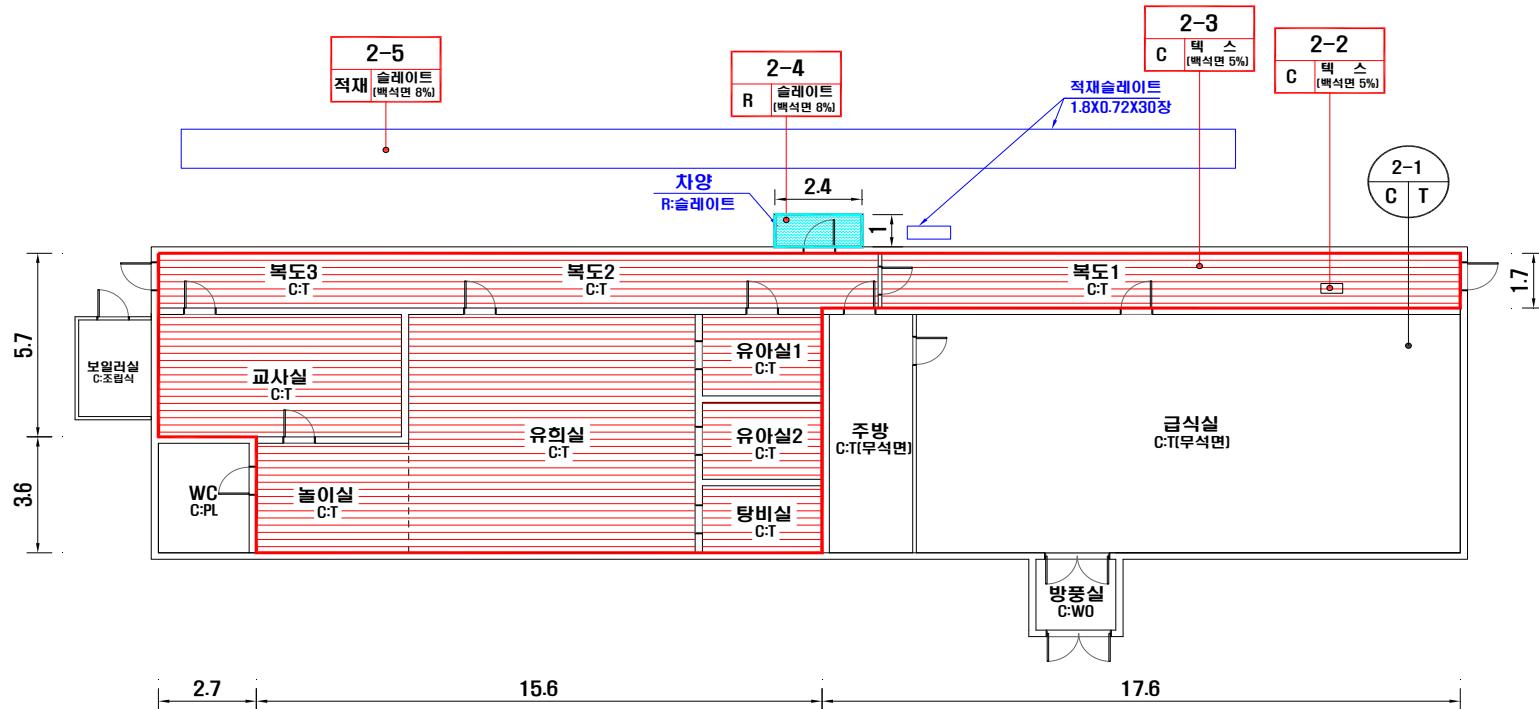 2-5
적재
슬레이트
(백석면 8%)
2-4
R
슬레이트
(백석면 8%)
2-3
C
텍 스
(백석면 5%)
2-2
C
텍 스
(백석면 5%)
적재슬레이트
1.8X0.72X30장
2-1
C T
차양
R:슬레이트
2.4
1
복도3
C:T
복도2
C:T
복도1
C:T
1.7
5.7
보일러실
C:조립식
교사실
C:T
유희실
C:T
유아실1
C:T
유아실2
C:T
탕비실
C:T
주방
C:T(무석면)
급식실
C:T(무석면)
3.6
WC
C:PL
놀이실
C:T
방풍실
C:WO
2.7
15.6
17.6